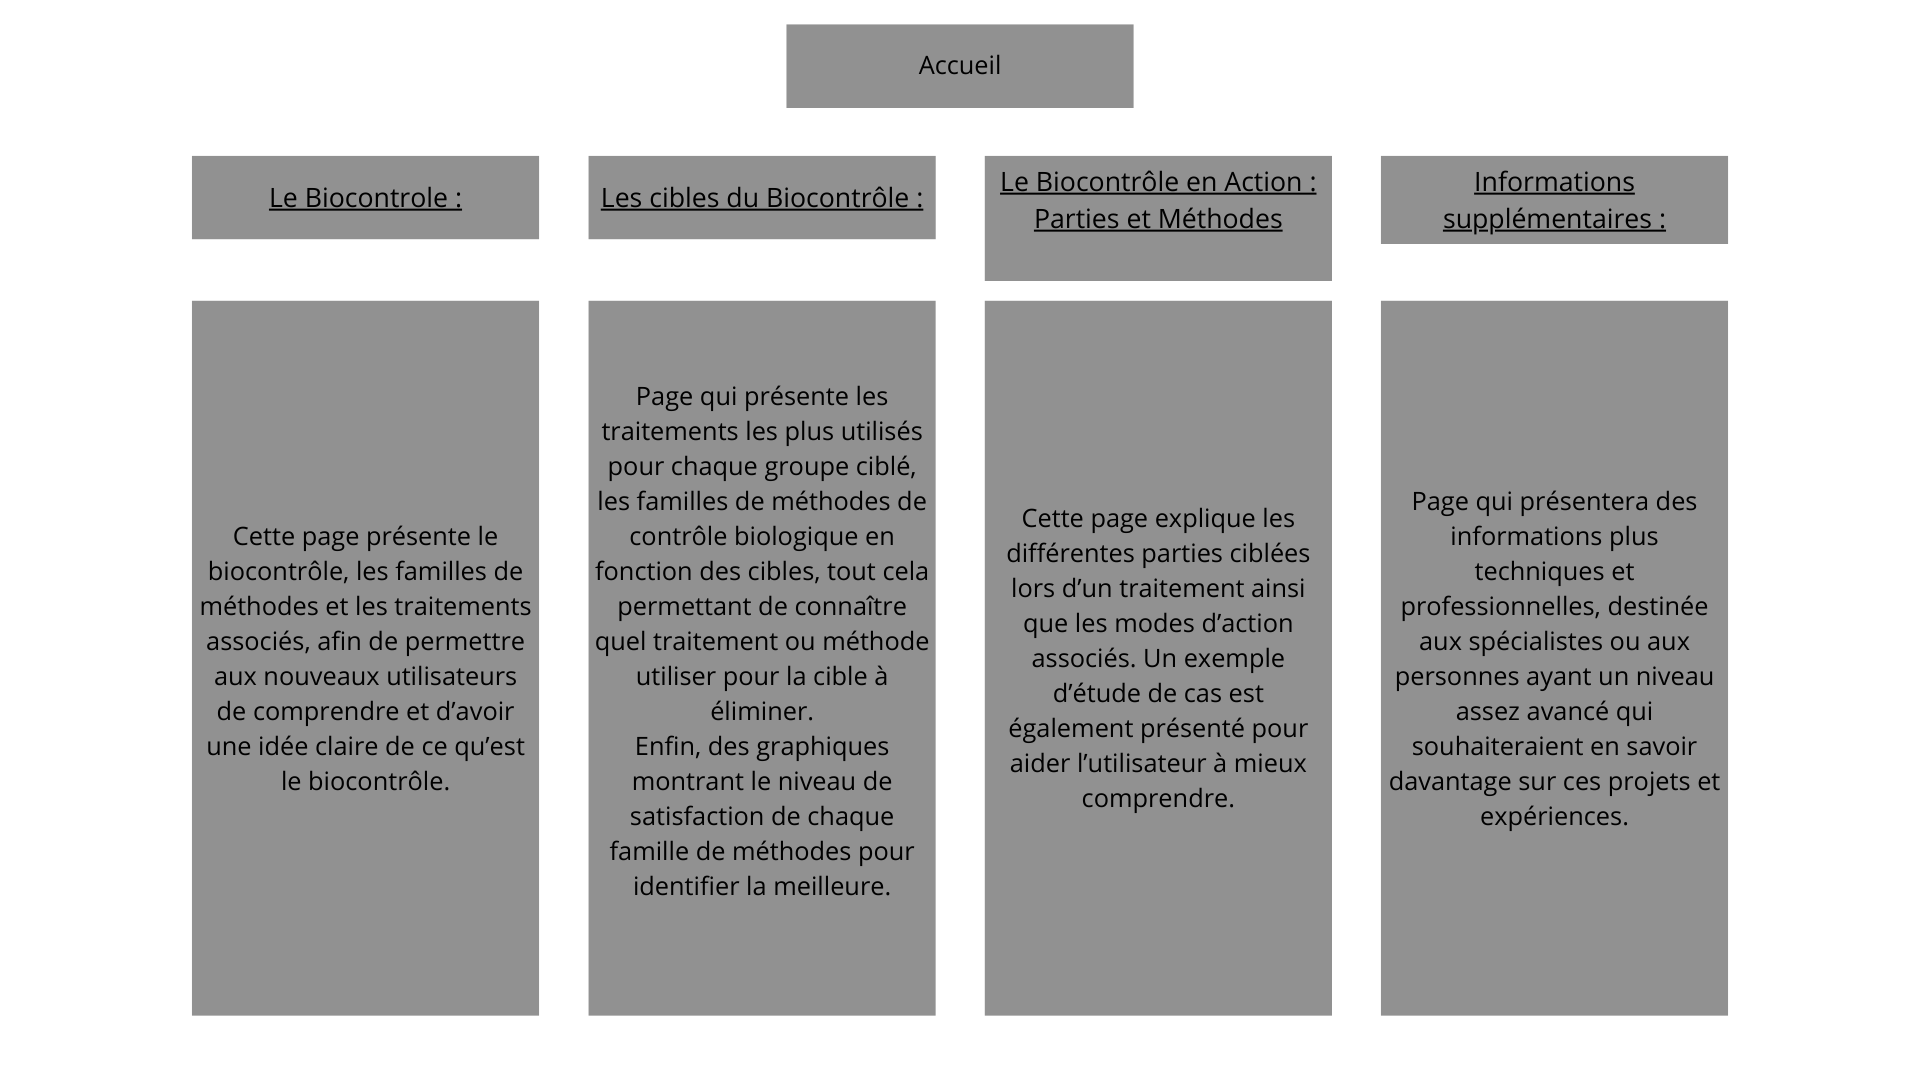 Accueil
Le Biocontrole :
Les cibles du Biocontrôle :
Le Biocontrôle en Action :
Parties et Méthodes
Informations
supplémentaires :
Cette page présente le
biocontrôle, les familles de
méthodes et les traitements
associés, afin de permettre
aux nouveaux utilisateurs
de comprendre et d’avoir
une idée claire de ce qu’est
le biocontrôle.
Page qui présente les
traitements les plus utilisés
pour chaque groupe ciblé,
les familles de méthodes de
contrôle biologique en
fonction des cibles, tout cela
permettant de connaître
quel traitement ou méthode
utiliser pour la cible à
éliminer.
Enfin, des graphiques
montrant le niveau de
satisfaction de chaque
famille de méthodes pour
identifier la meilleure.
Cette page explique les
différentes parties ciblées
lors d’un traitement ainsi
que les modes d’action
associés. Un exemple
d’étude de cas est
également présenté pour
aider l’utilisateur à mieux
comprendre.
Page qui présentera des
informations plus
techniques et
professionnelles, destinée
aux spécialistes ou aux
personnes ayant un niveau
assez avancé qui
souhaiteraient en savoir
davantage sur ces projets et
expériences.